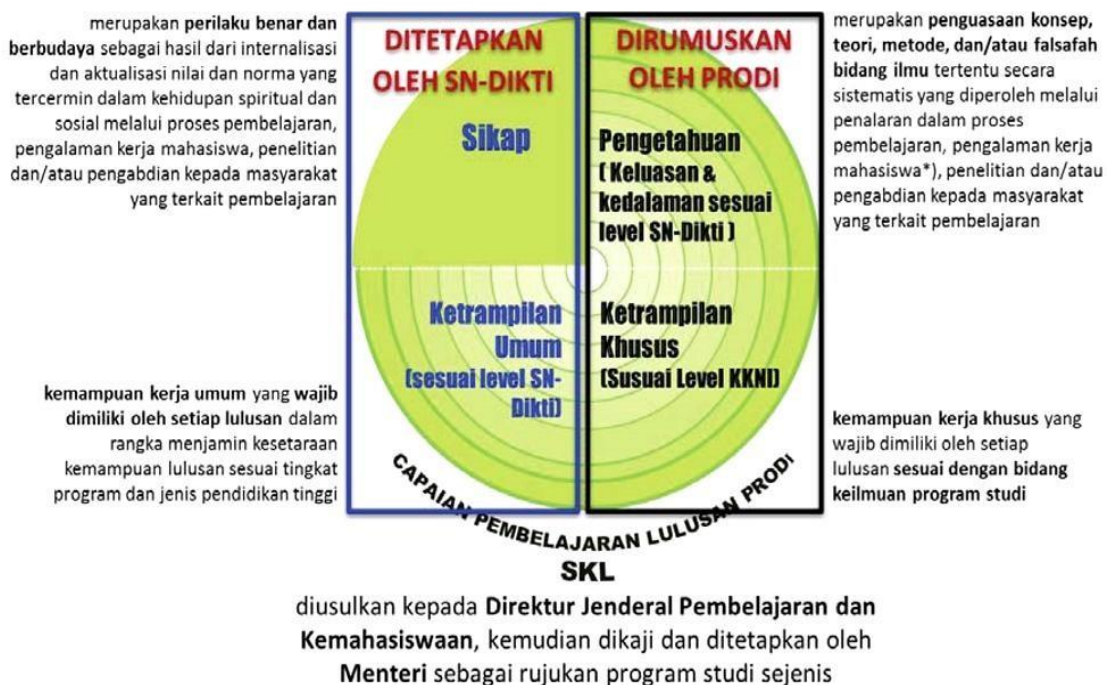 merupakan perilaku benar dan
berbudaya sebagai hasil dari internalisasi
dan aktualisasi nilai dan norma yang
tercermin dalam kehidupan spiritual dan
sosial melalui proses pembelajaran,
pengalaman kerja mahasiswa, penelitian
dan/atau pengabdian kepada masyarakat
yang terkait pembelajaran
DITETAPKAN
OLEH SN-DIKTI
Sikap
DIRUMUSKAN
OLEH PRODI
Pengetahuan
( Keluasan &
kedalaman sesuai
level SN-Dikti )
merupakan penguasaan konsep,
teori, metode, dan/atau falsafah
bidang ilmu tertentu secara
sistematis yang diperoleh melalui
penalaran dalam proses
pembelajaran, pengalaman kerja
mahasiswa*), penelitian dan/atau
pengabdian kepada masyarakat
yang terkait pembelajaran
kemampuan kerja umum yang wajib
dimiliki oleh setiap lulusan dalam
rangka menjamin kesetaraan
kemampuan lulusan sesuai tingkat
program dan jenis pendidikan tinggi
Ketrampilan
Umum
(sesuai level SN-
Dikti)
Ketrampilan
Khusus
(Susuai Level KKNI)
kemampuan kerja khusus yang
wajib dimiliki oleh setiap
lulusan sesuai dengan bidang
keilmuan program studi
CAPAIAN PEMBELAJARAN LULUSAN PRODI
SKL
diusulkan kepada Direktur Jenderal Pembelajaran dan
Kemahasiswaan, kemudian dikaji dan ditetapkan oleh
Menteri sebagai rujukan program studi sejenis